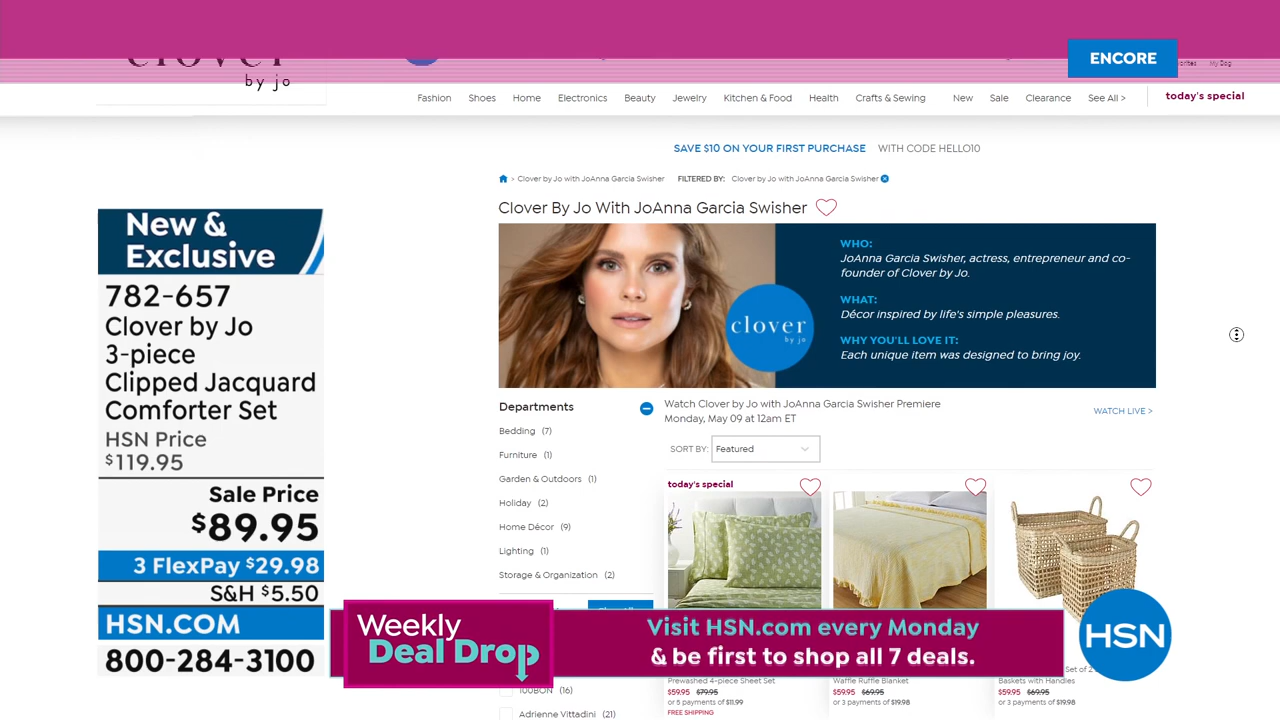 ENCORE
clover
by jo
My Dog
Fashion Shoes Home Electronics Beauty Jewelry Kitchen & Food Health Crafts & Sewing New Sale Clearance See All > today's special
SAVE $10 ON YOUR FIRST PURCHASE WITH CODE HELLO10
> Clover by Jo with JoAnna Garcia Swisher FILTERED BY: Clover by Jo with JoAnna Garcia Swisher
Clover By Jo With JoAnna Garcia Swisher
WHO:
JoAnna Garcia Swisher, actress, entrepreneur and co-
founder of Clover by Jo.
WHAT:
Décor inspired by life's simple pleasures.
WHY YOU'LL LOVE IT:
Each unique item was designed to bring joy.
clover
by jo
New &
Exclusive
782-657
Clover by Jo
3-piece
Clipped Jacquard
Comforter Set
HSN Price
$119.95
Sale Price
$89.95
3 FlexPay $29.98
S&H $5.50
HSN.COM
800-284-3100
Departments
Bedding (7)
Furniture (1)
Garden & Outdoors (1)
Holiday (2)
Home Décor (9)
Lighting (1)
Storage & Organization (2)
100BON (16)
Adrienne Vittadini (21)
Watch Clover by Jo with JoAnna Garcia Swisher Premiere
Monday, May 09 at 12am ET
WATCH LIVE >
SORT BY: Featured
today's special
Prewashed 4-piece Sheet Set
$59.95 $79.95
or 5 payments of $11.99
FREE SHIPPING
Waffle Ruffle Blanket
$59.95 $69.95
or 3 payments of $19.98
Set of 2
Baskets with Handles
$59.95 $69.95
or 3 payments of $19.98
Weekly
Deal Drop
Visit HSN.com every Monday
& be first to shop all 7 deals.
HSN